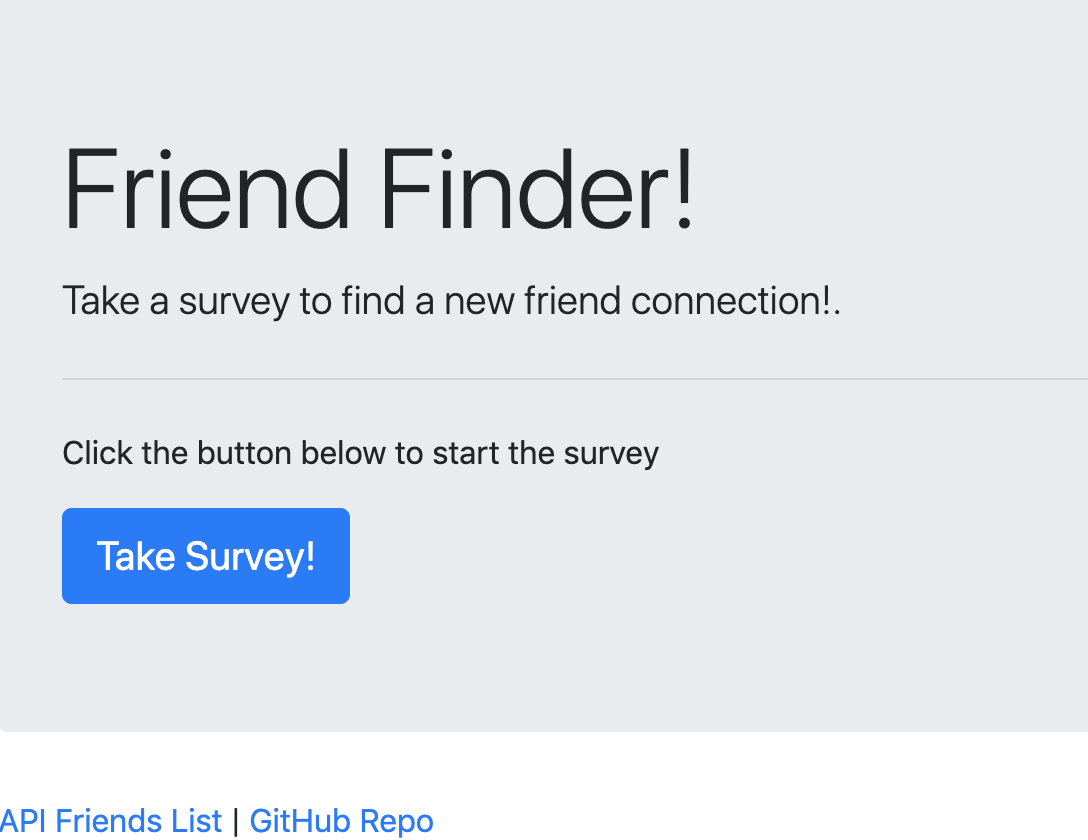 Friend Finder!
Take a survey to find a new friend connection!.
Click the button below to start the survey
Take Survey!
API Friends List | GitHub Repo